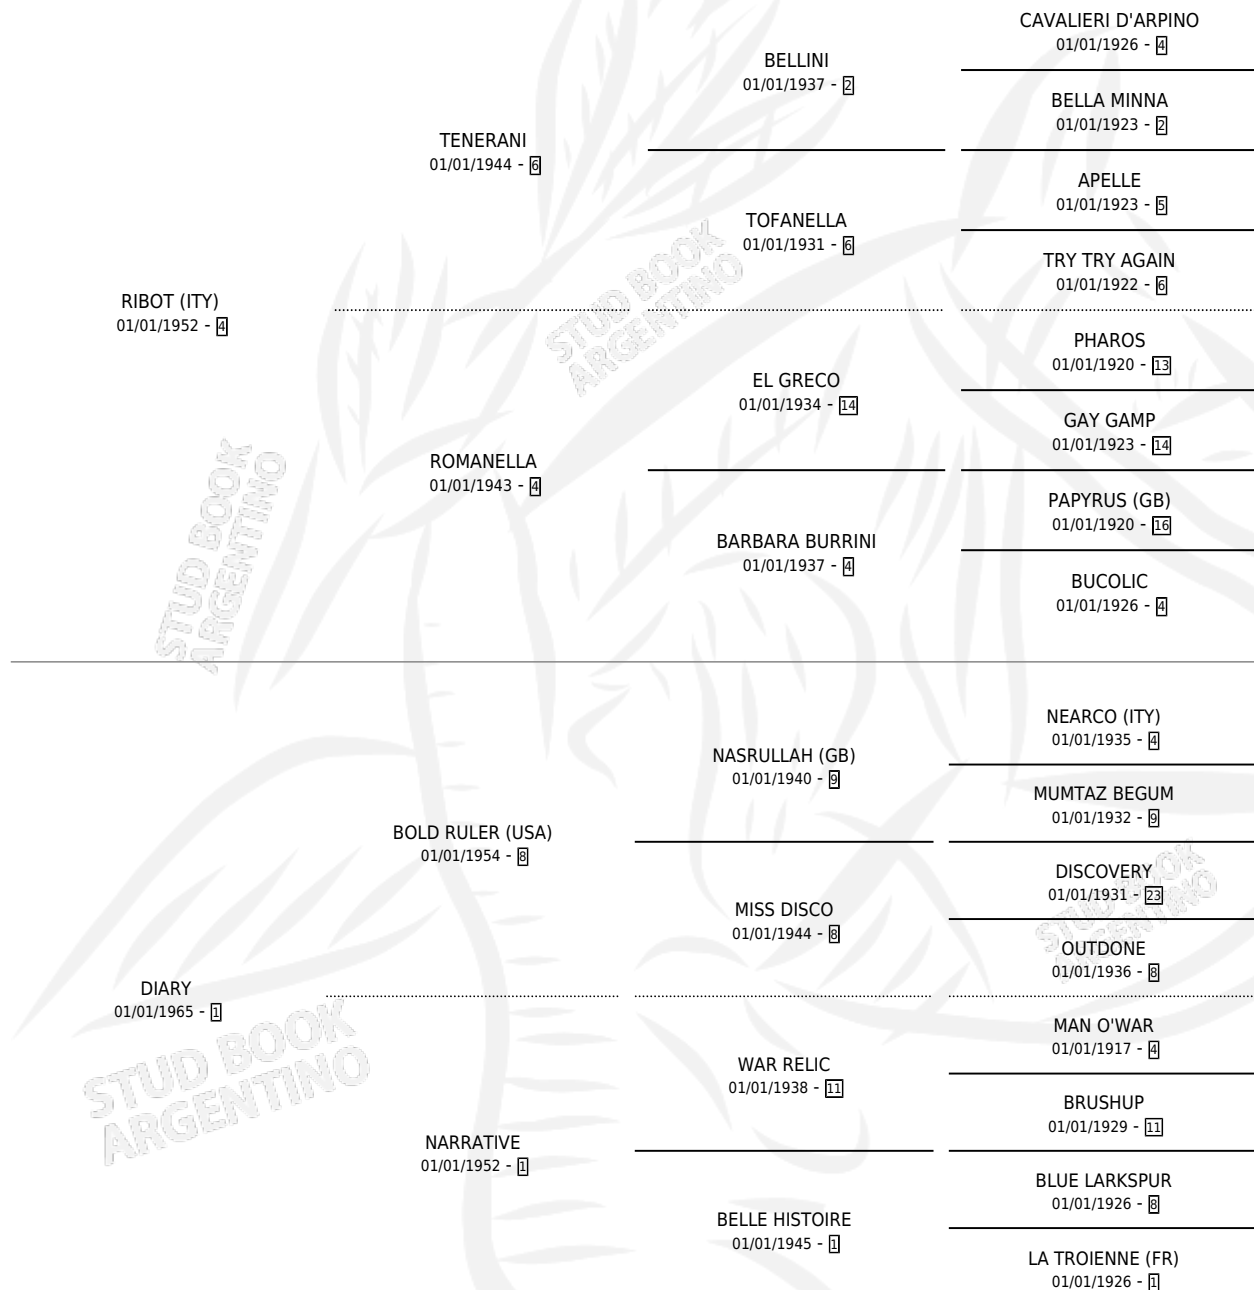 CAVALIERI D'ARPINO
01/01/1926 - 4
BELLINI
01/01/1937 - 2
BELLA MINNA
01/01/1923 - 2
TENERANI
01/01/1944 - 6
APELLE
01/01/1923 - 5
TOFANELLA
01/01/1931 - 6
TRY TRY AGAIN
01/01/1922 - 6
RIBOT (ITY)
01/01/1952 - 4
PHAROS
01/01/1920 - 13
EL GRECO
01/01/1934 - 14
GAY GAMP
01/01/1923 - 14
ROMANELLA
01/01/1943 - 4
PAPYRUS (GB)
01/01/1920 - 16
BARBARA BURRINI
01/01/1937 - 4
BUCOLIC
01/01/1926 - 4
NEARCO (ITY)
01/01/1935 - 4
NASRULLAH (GB)
01/01/1940 - 9
MUMTAZ BEGUM
01/01/1932 - 9
BOLD RULER (USA)
01/01/1954 - 8
DISCOVERY
01/01/1931 - 23
MISS DISCO
01/01/1944 - 8
OUTDONE
01/01/1936 - 8
DIARY
01/01/1965 - 1
MAN O'WAR
01/01/1917 - 4
WAR RELIC
01/01/1938 - 11
BRUSHUP
01/01/1929 - 11
NARRATIVE
01/01/1952 - 1
BLUE LARKSPUR
01/01/1926 - 8
BELLE HISTOIRE
01/01/1945 - 1
LA TROIENNE (FR)
01/01/1926 - 1
STUD BOOK
ARGENTINO
STUD BOOK
ARGENTINO
STUD BOOK
ARGENTINO
STUD BOOK
ARGENTINO